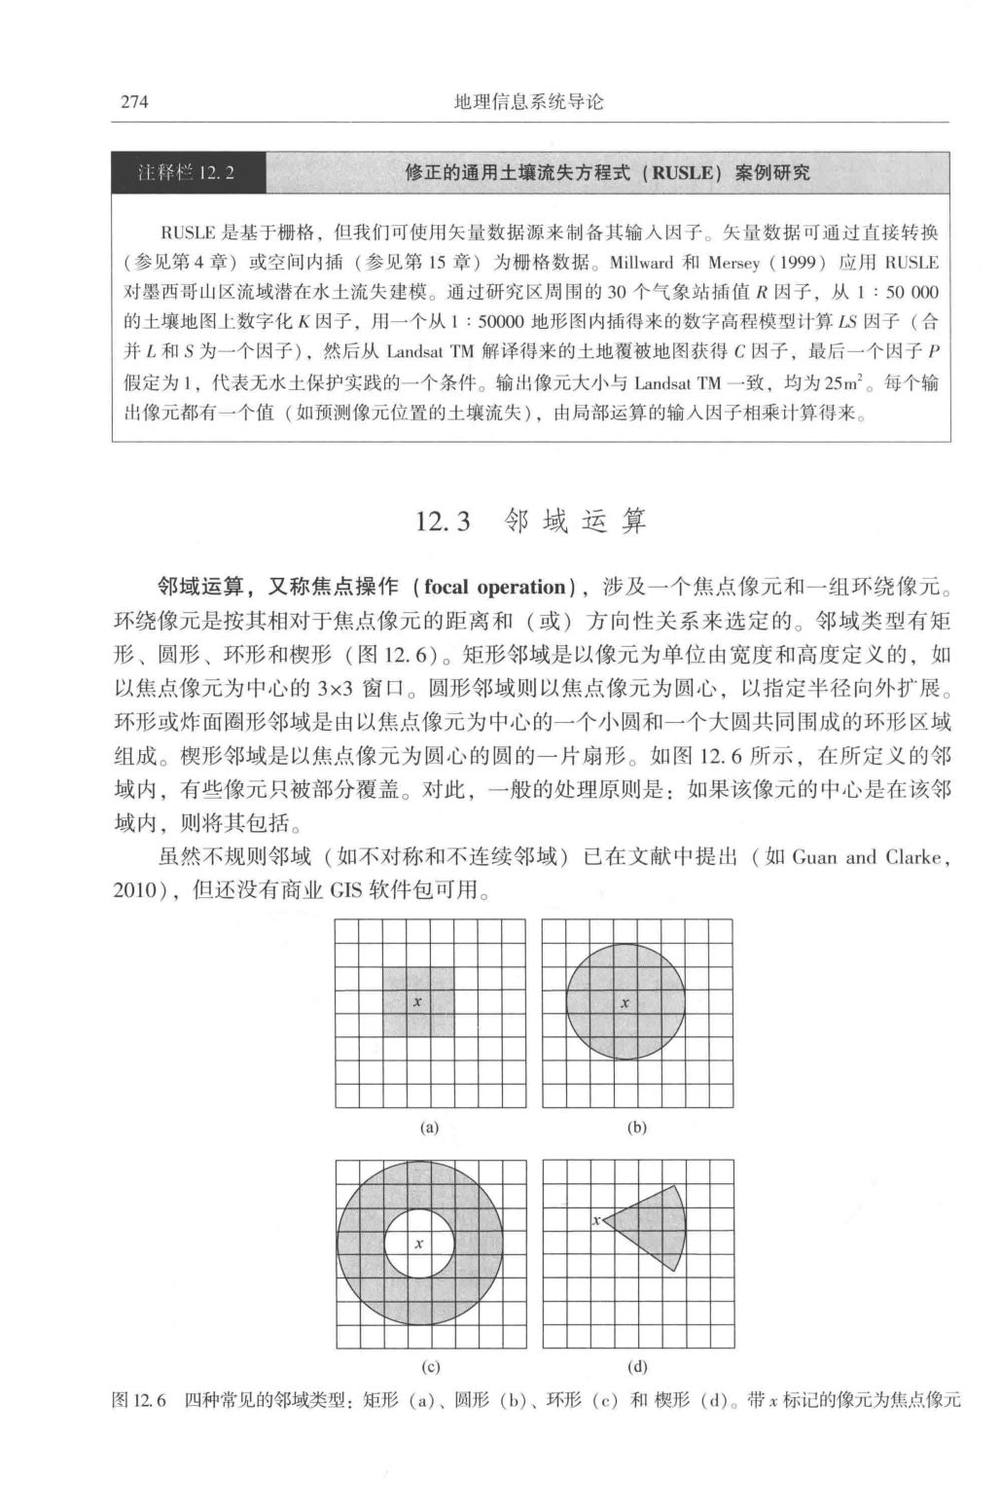 274
地理信息系统导论
注释栏 12.2
修正的通用土壤流失方程式（RUSLE）案例研究
RUSLE 是基于栅格，但我们可使用矢量数据源来制备其输入因子。矢量数据可通过直接转换
（参见第 4 章）或空间内插（参见第 15 章）为栅格数据。Millward 和 Mersey（1999）应用 RUSLE
对墨西哥山区流域潜在水土流失建模。通过研究区周围的 30 个气象站插值 R 因子，从 1∶50 000
的土壤地图上数字化 K 因子，用一个从 1∶50000 地形图内插得来的数字高程模型计算 LS 因子（合
并 L 和 S 为一个因子），然后从 Landsat TM 解译得来的土地覆被地图获得 C 因子，最后一个因子 P
假定为 1，代表无水土保护实践的一个条件。输出像元大小与 Landsat TM 一致，均为 25m²。每个输
出像元都有一个值（如预测像元位置的土壤流失），由局部运算的输入因子相乘计算得来。
12.3 邻域运算
邻域运算，又称焦点操作（focal operation），涉及一个焦点像元和一组环绕像元。
环绕像元是按其相对于焦点像元的距离和（或）方向性关系来选定的。邻域类型有矩
形、圆形、环形和楔形（图 12.6）。矩形邻域是以像元为单位由宽度和高度定义的，如
以焦点像元为中心的 3×3 窗口。圆形邻域则以焦点像元为圆心，以指定半径向外扩展。
环形或炸面圈形邻域是由以焦点像元为中心的一个小圆和一个大圆共同围成的环形区域
组成。楔形邻域是以焦点像元为圆心的圆的一片扇形。如图 12.6 所示，在所定义的邻
域内，有些像元只被部分覆盖。对此，一般的处理原则是：如果该像元的中心是在该邻
域内，则将其包括。
虽然不规则邻域（如不对称和不连续邻域）已在文献中提出（如 Guan and Clarke，
2010），但还没有商业 GIS 软件包可用。
x
x
(a)
(b)
x
x
(c)
(d)
图 12.6 四种常见的邻域类型：矩形（a）、圆形（b）、环形（c）和 楔形（d）。带 x 标记的像元为焦点像元